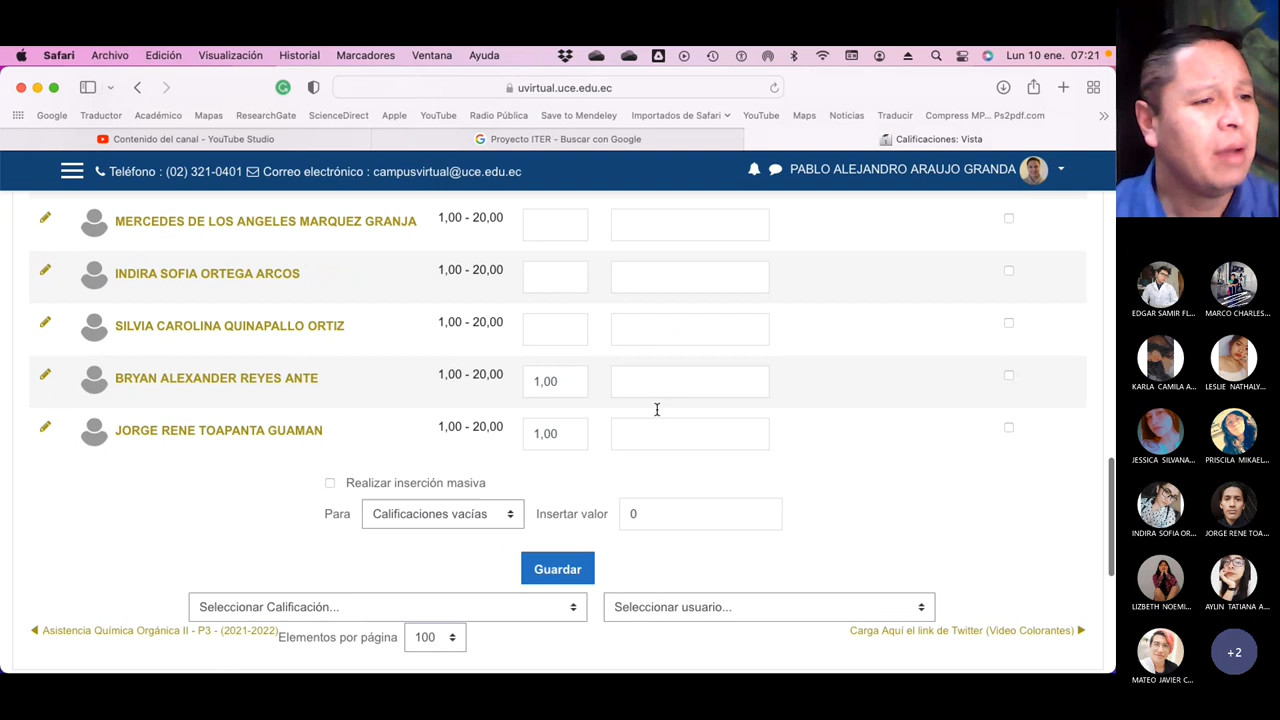 Safari Archivo Edición Visualización Historial Marcadores Ventana Ayuda Lun 10 ene. 07:21
uvirtual.uce.edu.ec
Google Traductor Académico Mapas ResearchGate ScienceDirect Apple YouTube Radio Pública Save to Mendeley Importados de Safari YouTube Maps Noticias Traducir Compress MP... Ps2pdf.com
Contenido del canal - YouTube Studio Proyecto ITER - Buscar con Google Calificaciones: Vista
Teléfono : (02) 321-0401 Correo electrónico : campusvirtual@uce.edu.ec PABLO ALEJANDRO ARAUJO GRANDA
MERCEDES DE LOS ANGELES MARQUEZ GRANJA 1,00 - 20,00
INDIRA SOFIA ORTEGA ARCOS 1,00 - 20,00
SILVIA CAROLINA QUINAPALLO ORTIZ 1,00 - 20,00
BRYAN ALEXANDER REYES ANTE 1,00 - 20,00 1,00
JORGE RENE TOAPANTA GUAMAN 1,00 - 20,00 1,00
Realizar inserción masiva
Para Calificaciones vacías Insertar valor 0
Guardar
Seleccionar Calificación... Seleccionar usuario...
Asistencia Química Orgánica II - P3 - (2021-2022) Elementos por página 100 Carga Aquí el link de Twitter (Video Colorantes)
EDGAR SAMIR FL... MARCO CHARLES...
KARLA CAMILA A... LESLIE NATHALY...
JESSICA SILVANA... PRISCILA MIKAEL...
INDIRA SOFIA OR... JORGE RENE TOA...
LIZBETH NOEMI... AYLIN TATIANA A...
MATEO JAVIER C... +2